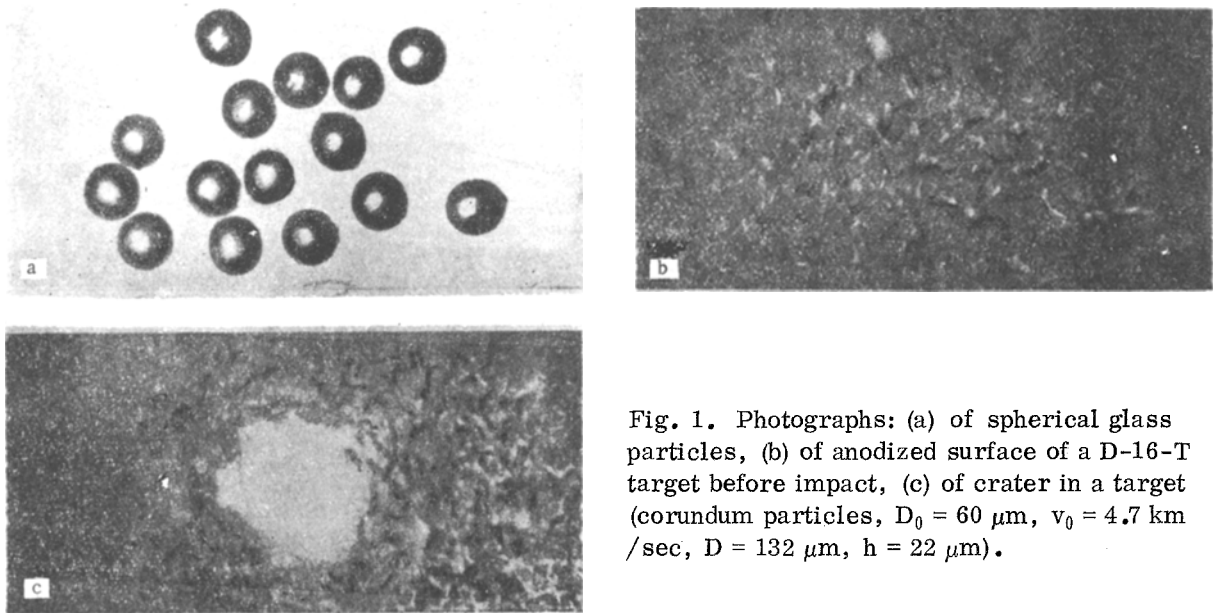 a
b
c
Fig. 1. Photographs: (a) of spherical glass
particles, (b) of anodized surface of a D-16-T
target before impact, (c) of crater in a target
(corundum particles, D₀ = 60 μm, v₀ = 4.7 km
/sec, D = 132 μm, h = 22 μm).